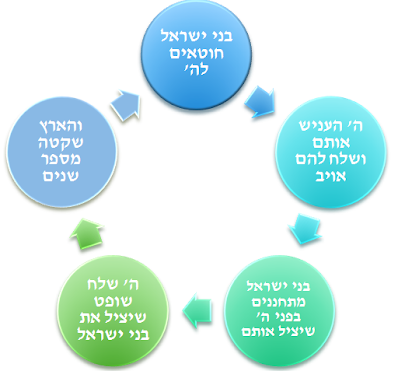 בני ישראל
חוטאים
לה'
ה' העניש
אותם
ושלח להם
אויב
בני ישראל
מתחננים
בפני ה'
שיציל אותם
ה' שלח
שופט
שיציל את
בני ישראל
והארץ
שקטה
מספר
שנים